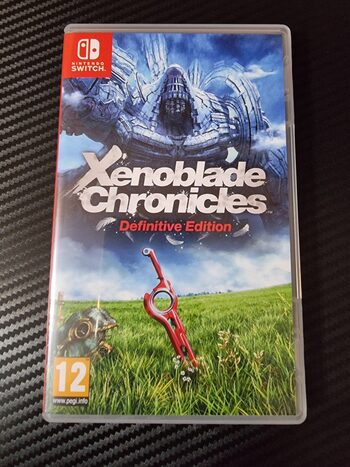 NINTENDO
SWITCH
Xenoblade
Chronicles
Definitive Edition
12
www.pegi.info